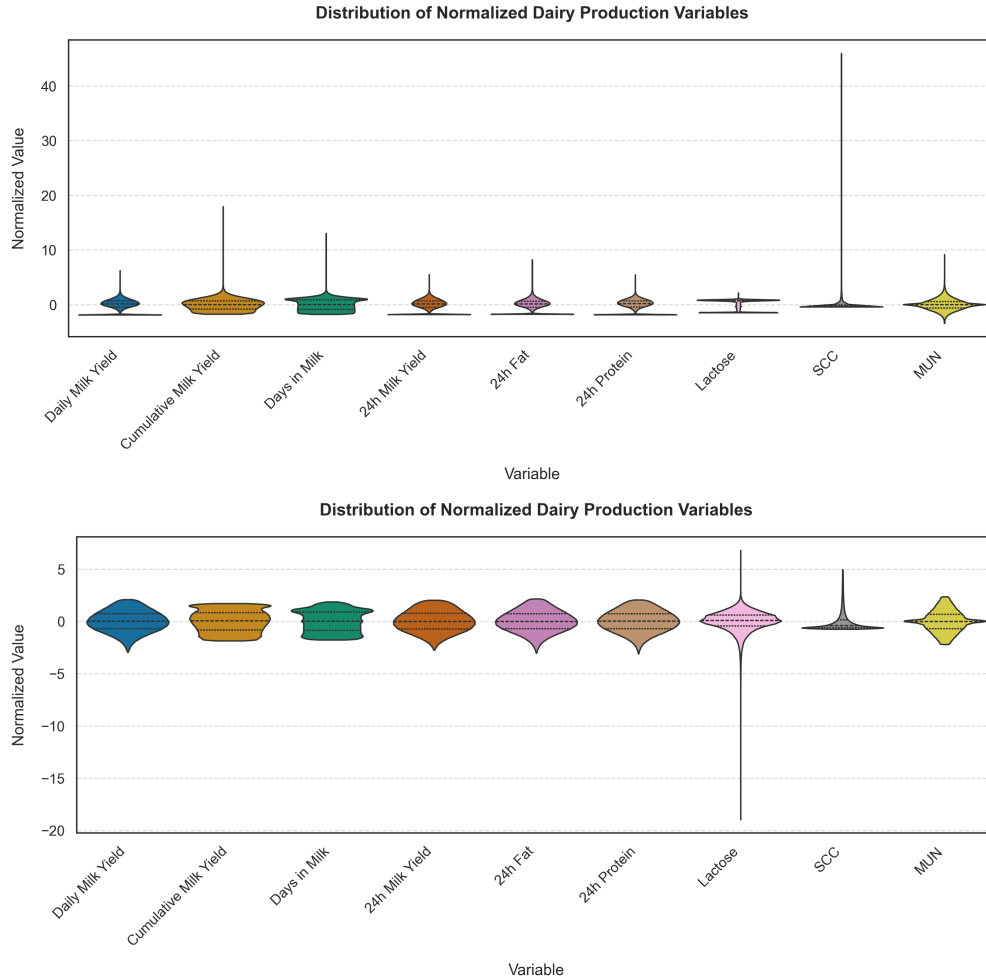 Distribution of Normalized Dairy Production Variables
Normalized Value
40
30
20
10
0
Daily Milk Yield
Cumulative Milk Yield
Days in Milk
24h Milk Yield
24h Fat
24h Protein
Lactose
SCC
MUN
Variable
Distribution of Normalized Dairy Production Variables
Normalized Value
5
0
−5
−10
−15
−20
Daily Milk Yield
Cumulative Milk Yield
Days in Milk
24h Milk Yield
24h Fat
24h Protein
Lactose
SCC
MUN
Variable